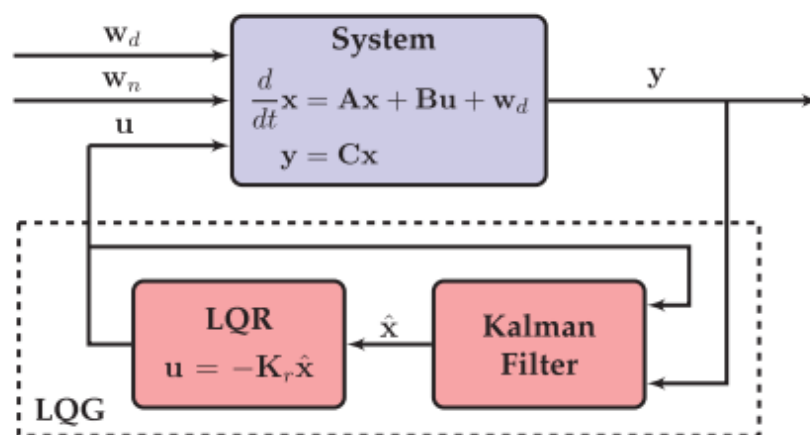 w_d
System
w_n
d/dt x = Ax + Bu + w_d
y
u
y = Cx
LQR
u = −K_r x̂
x̂
Kalman
Filter
LQG